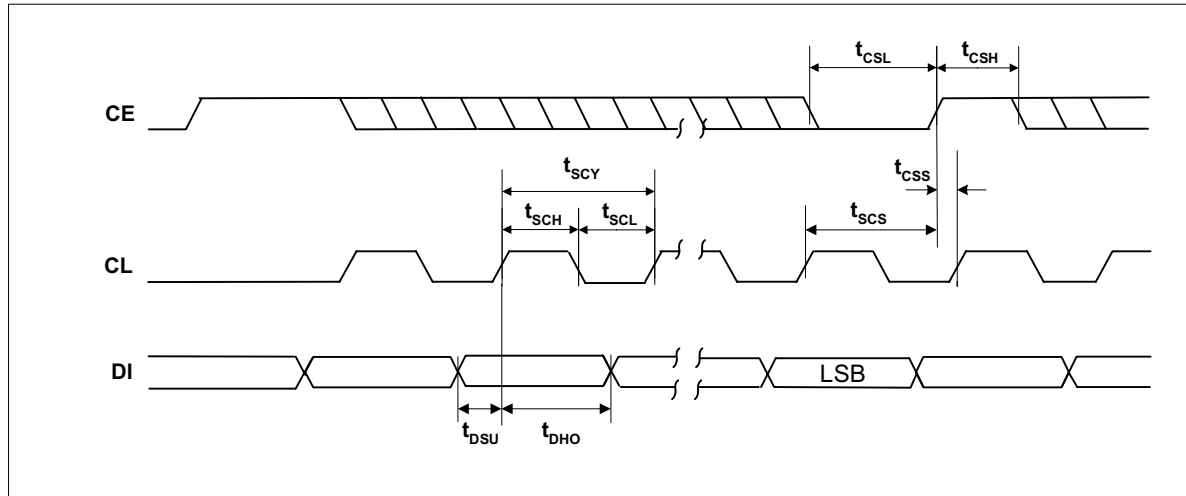 tCSL tCSH
CE
tSCY
tCSS
tSCH tSCL
tSCS
CL
DI
LSB
tDSU tDHO